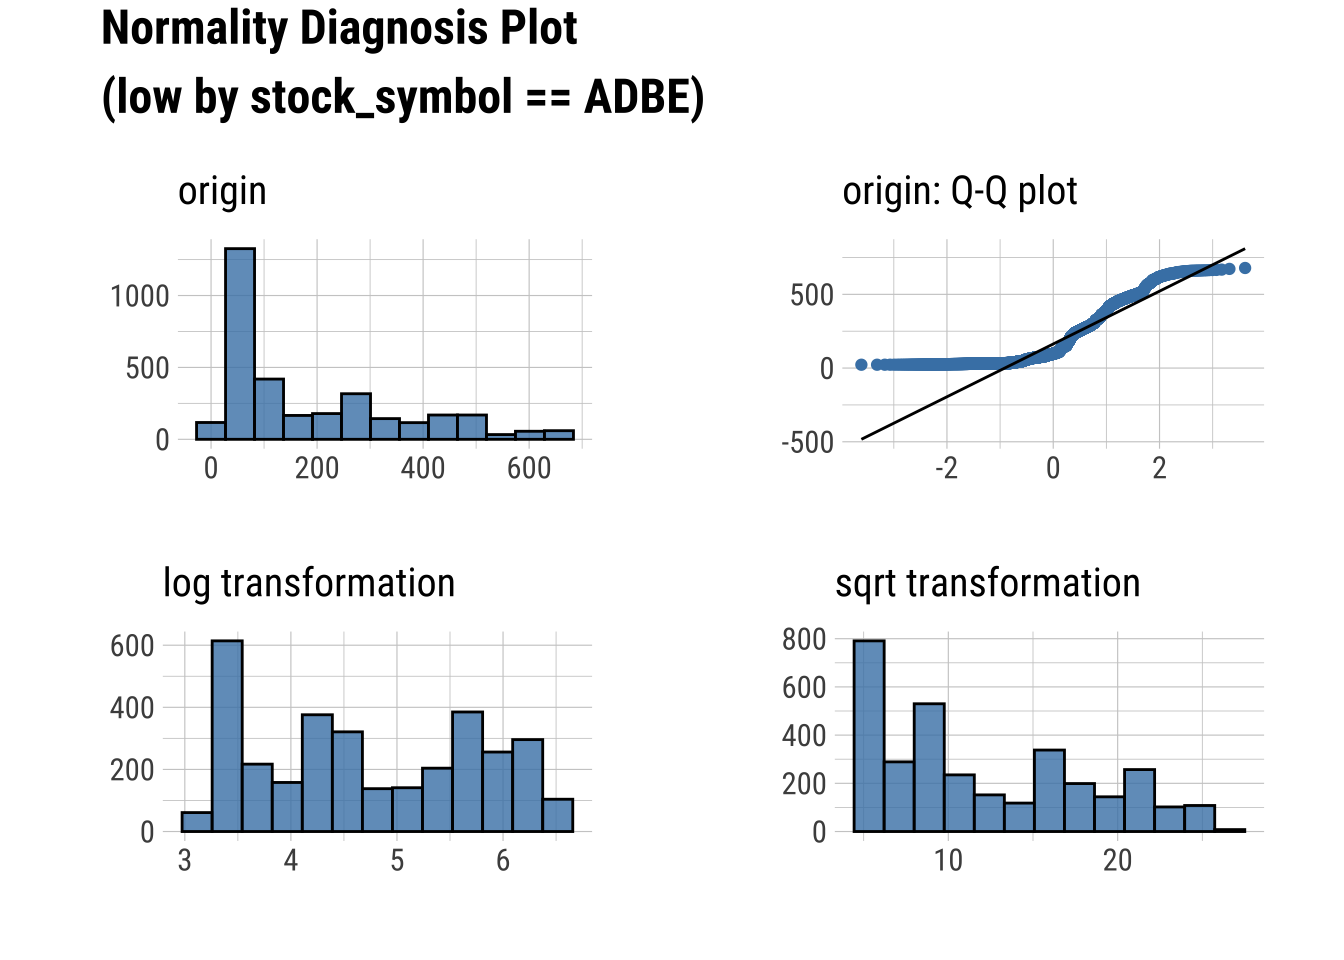 Normality Diagnosis Plot
(low by stock_symbol == ADBE)
origin
1000
500
0
0 200 400 600
origin: Q-Q plot
500
0
-500
-2 0 2
log transformation
600
400
200
0
3 4 5 6
sqrt transformation
800
600
400
200
0
10 20